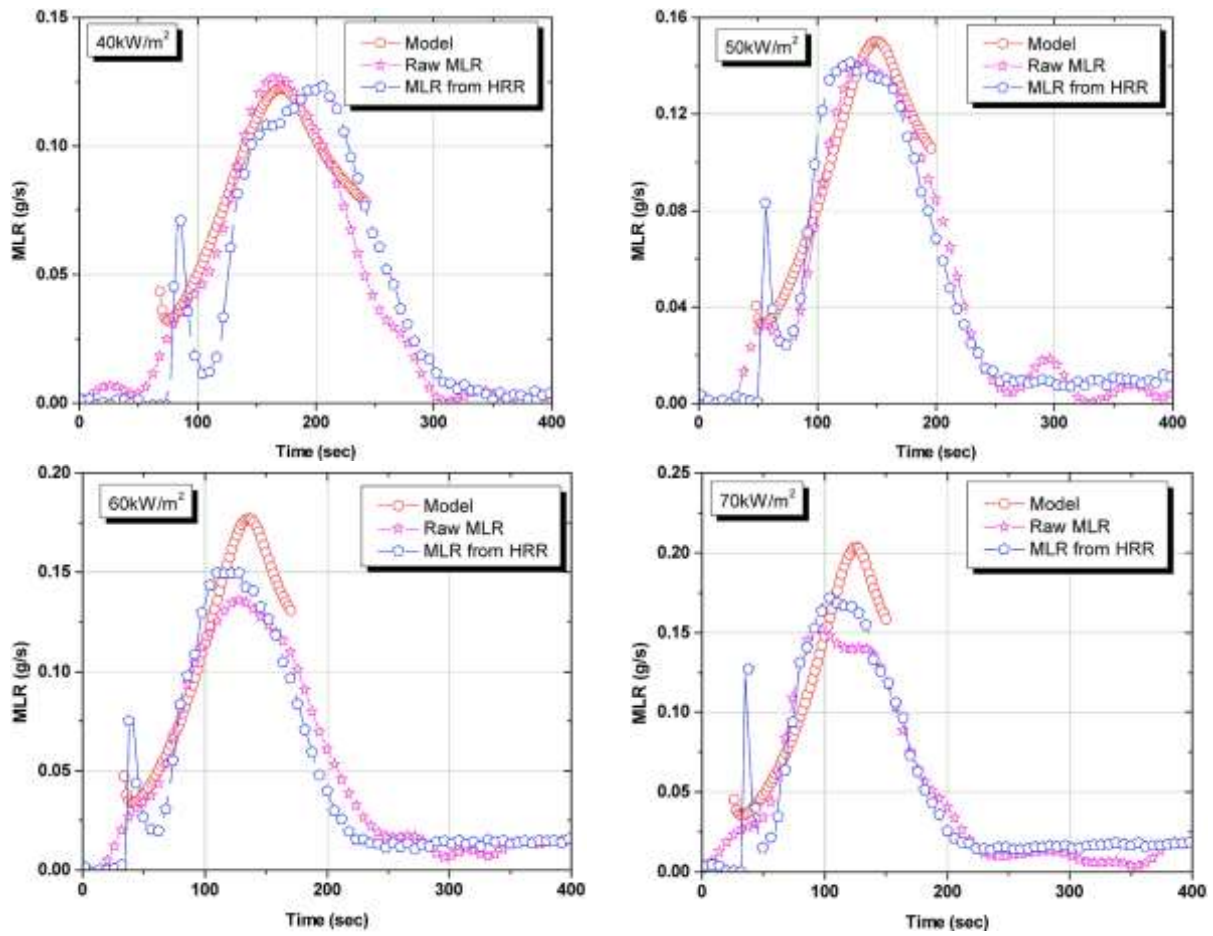 40kW/m²
Model
Raw MLR
MLR from HRR
MLR (g/s)
0.15
0.10
0.05
0.00
0 100 200 300 400
Time (sec)
50kW/m²
Model
Raw MLR
MLR from HRR
MLR (g/s)
0.16
0.12
0.08
0.04
0.00
0 100 200 300 400
Time (sec)
60kW/m²
Model
Raw MLR
MLR from HRR
MLR (g/s)
0.20
0.15
0.10
0.05
0.00
0 100 200 300 400
Time (sec)
70kW/m²
Model
Raw MLR
MLR from HRR
MLR (g/s)
0.25
0.20
0.15
0.10
0.05
0.00
0 100 200 300 400
Time (sec)